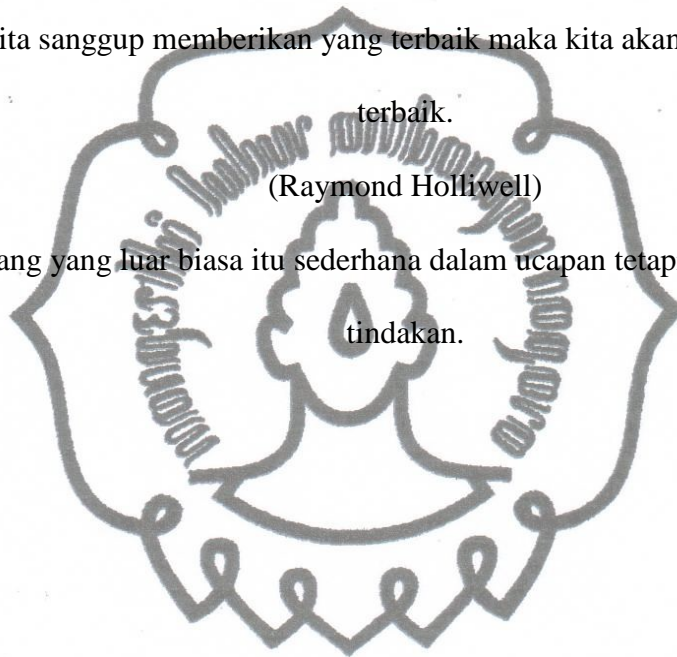 ita sanggup memberikan yang terbaik maka kita akan
terbaik.
(Raymond Holliwell)
ang yang luar biasa itu sederhana dalam ucapan tetap
tindakan.